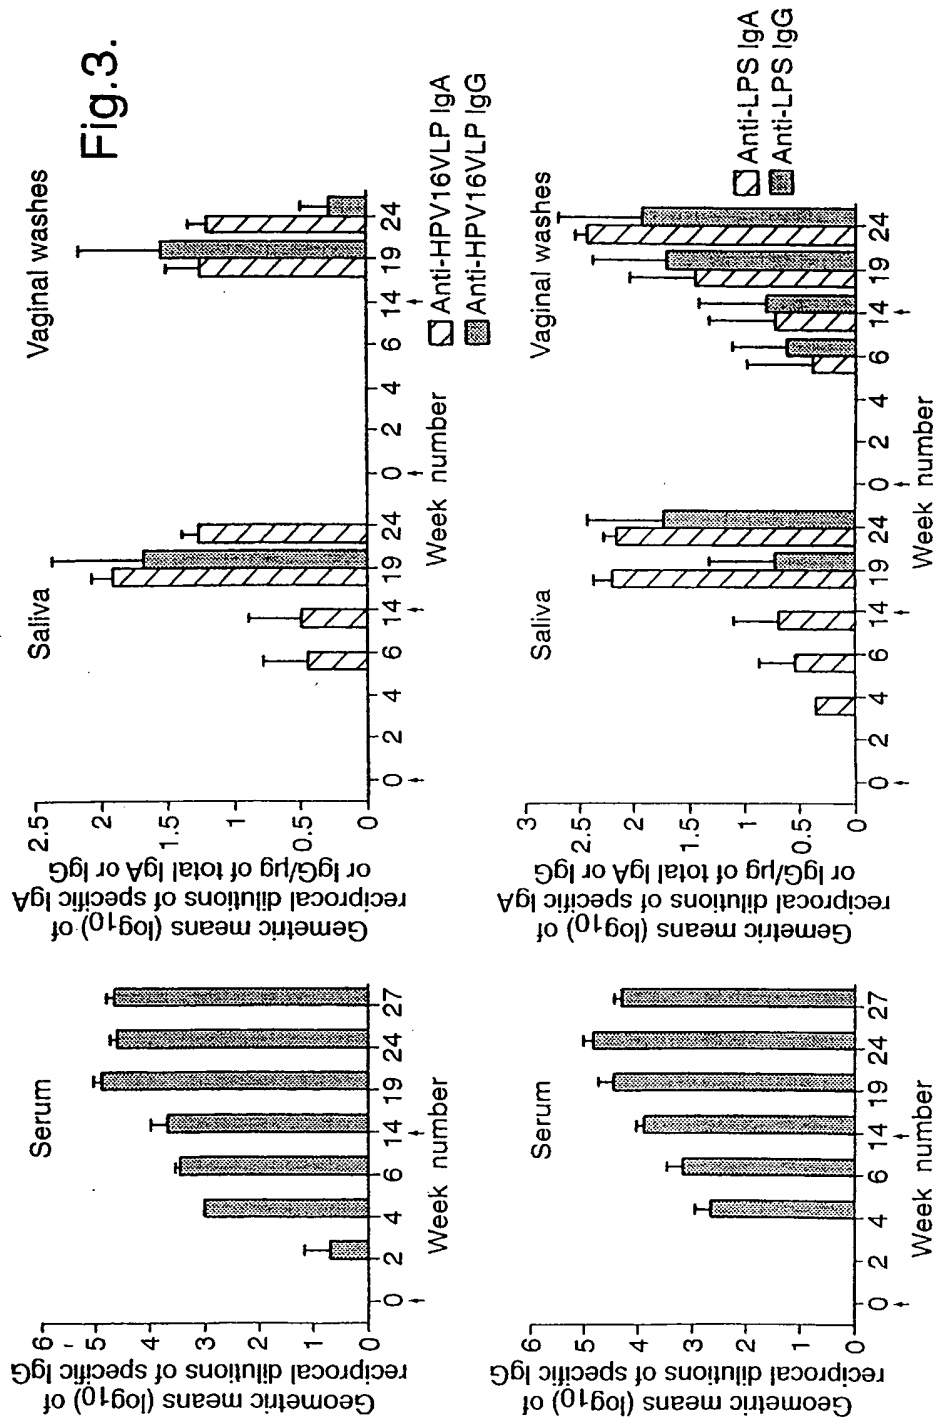 Fig.3.
Serum
Geometric means (log10) of
reciprocal dilutions of specific IgG
6
5
4
3
2
1
0
0 2 4 6 14 19 24 27
Week number
Saliva
Vaginal washes
Gemetric means (log10) of
reciprocal dilutions of specific IgA
or IgG/µg of total IgA or IgG
2.5
2
1.5
1
0.5
0
0 2 4 6 14 19 24
0 2 4 6 14 19 24
Week number
Anti-HPV16VLP IgA
Anti-HPV16VLP IgG
Serum
Geometric means (log10) of
reciprocal dilutions of specific IgG
6
5
4
3
2
1
0
0 2 4 6 14 19 24 27
Week number
Saliva
Vaginal washes
Gemetric means (log10) of
reciprocal dilutions of specific IgA
or IgG/µg of total IgA or IgG
3
2.5
2
1.5
1
0.5
0
0 2 4 6 14 19 24
0 2 4 6 14 19 24
Week number
Anti-LPS IgA
Anti-LPS IgG